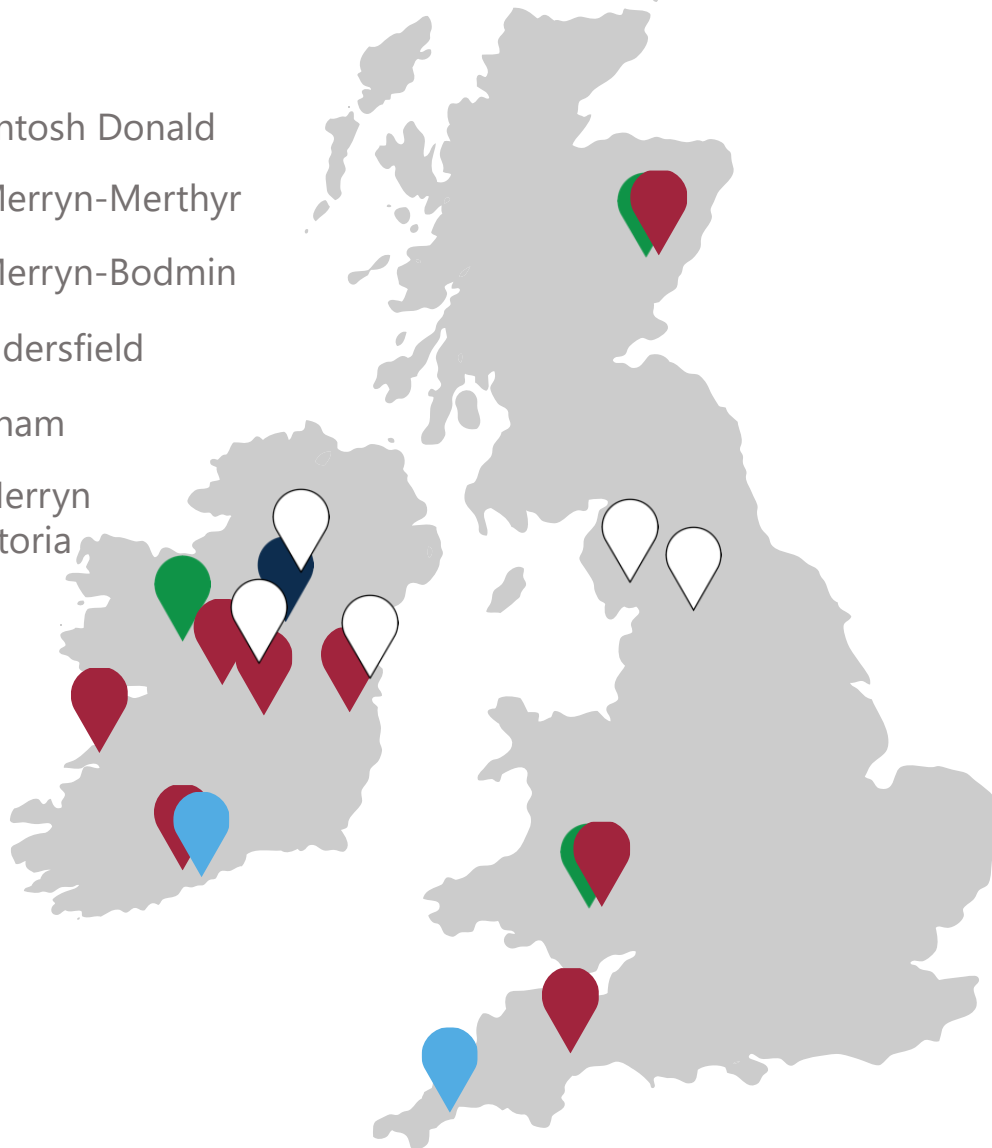 ntosh Donald
Merryn-Merthyr
Merryn-Bodmin
dersfield
ham
Merryn
toria